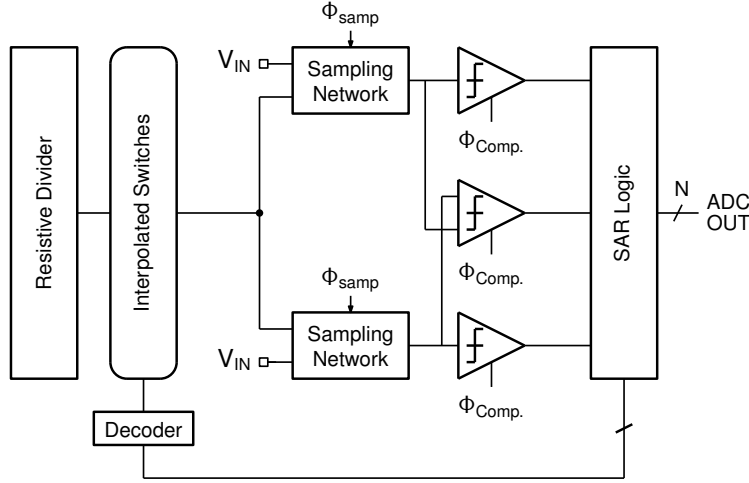 Φsamp
VIN
Sampling
Network
ΦComp.
Resistive Divider
Interpolated Switches
ΦComp.
SAR Logic
N
ADC
OUT
Φsamp
Sampling
Network
VIN
ΦComp.
Decoder